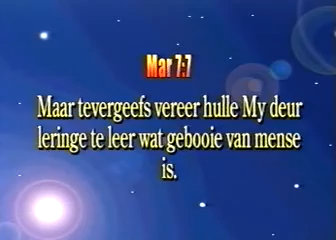 Mar 7:7
Maar tevergeefs vereer hulle My deur
leringe te leer wat gebooie van mense
is.